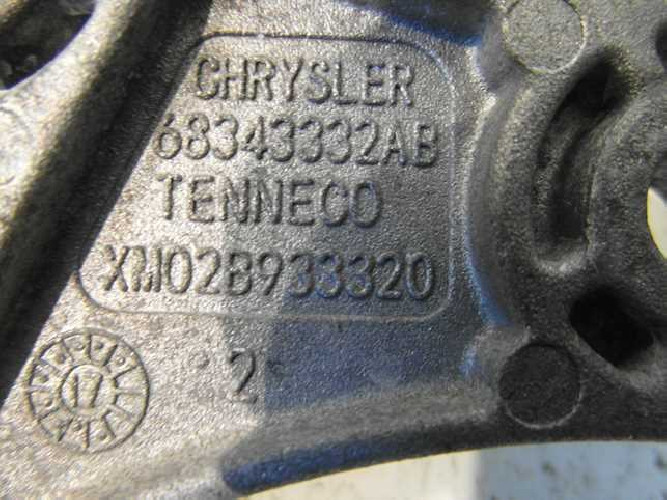 CHRYSLER
68343332AB
TENNECO
XM02B933320
2
17